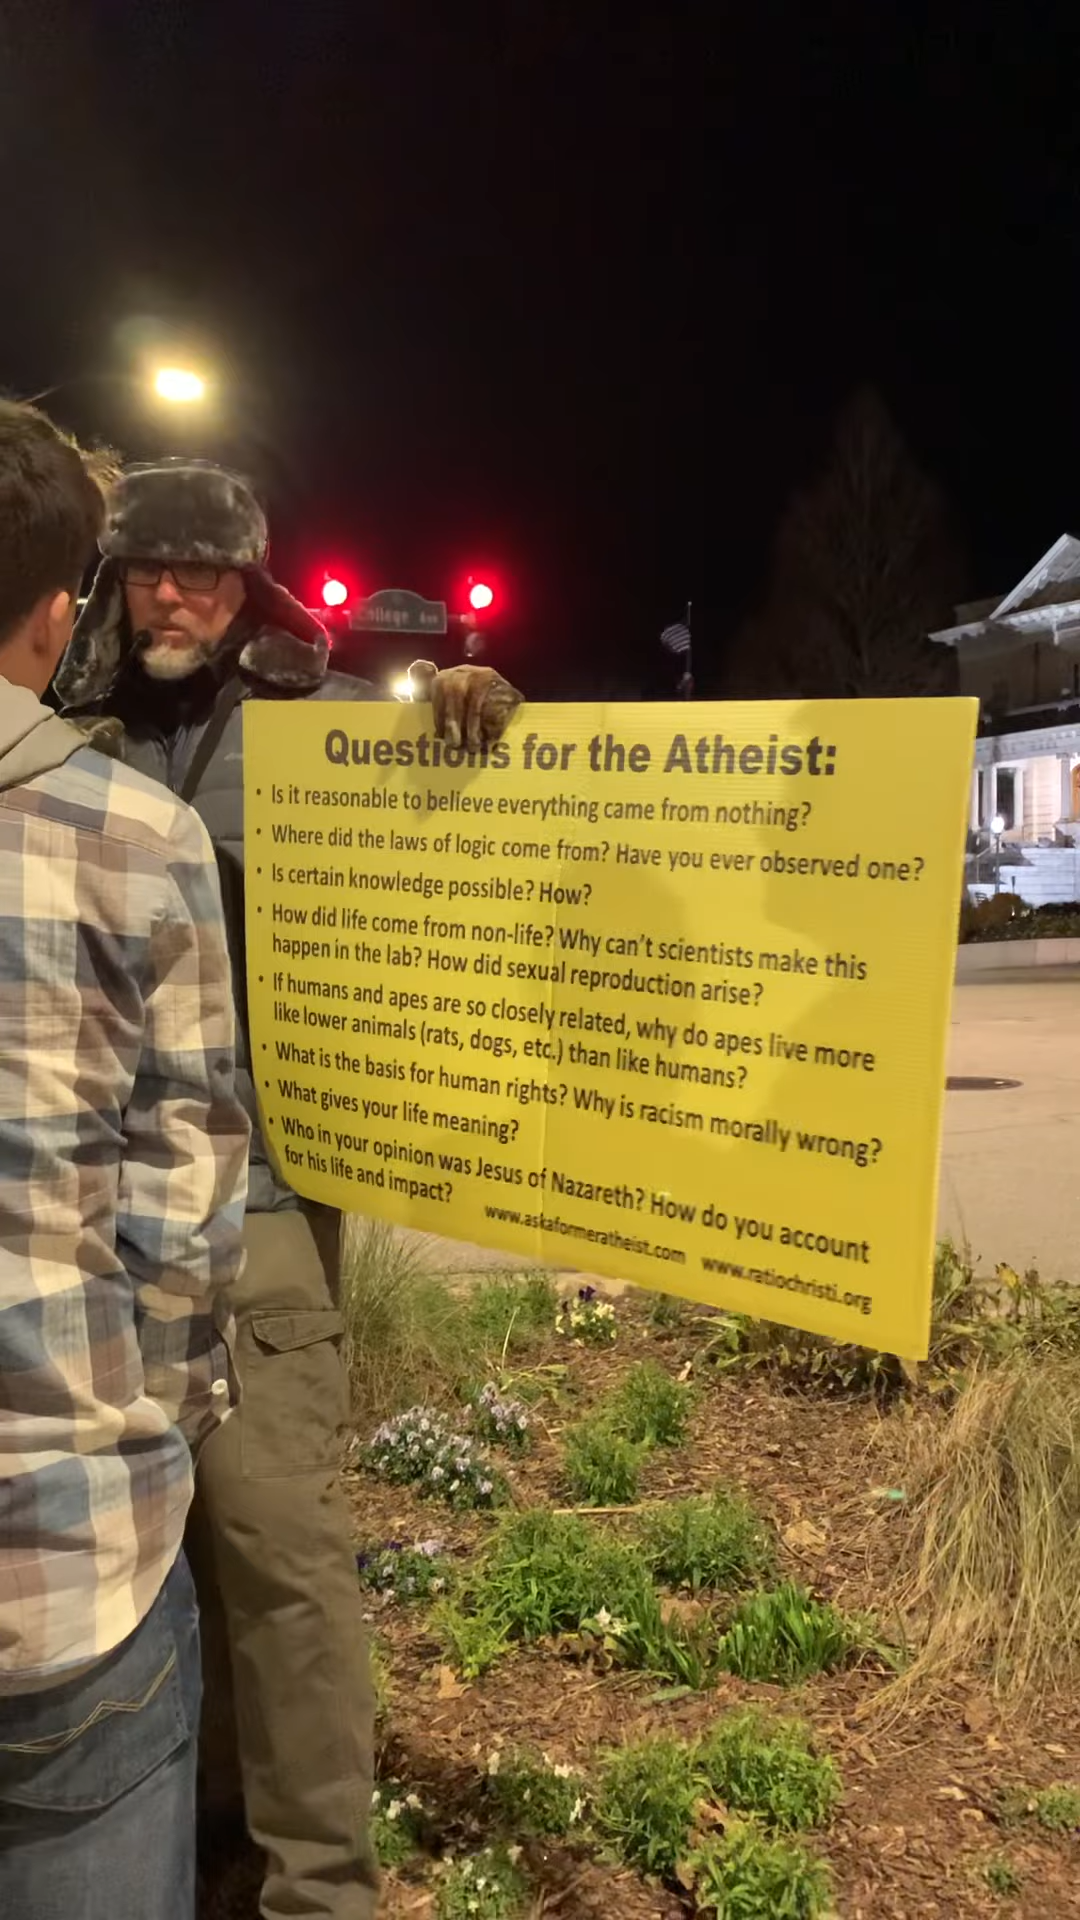 College Ave
Questions for the Atheist:
• Is it reasonable to believe everything came from nothing?
• Where did the laws of logic come from? Have you ever observed one?
• Is certain knowledge possible? How?
• How did life come from non-life? Why can't scientists make this
happen in the lab? How did sexual reproduction arise?
• If humans and apes are so closely related, why do apes live more
like lower animals (rats, dogs, etc.) than like humans?
• What is the basis for human rights? Why is racism morally wrong?
• What gives your life meaning?
• Who in your opinion was Jesus of Nazareth? How do you account
for his life and impact?
www.askaformeratheist.com www.ratiochristi.org